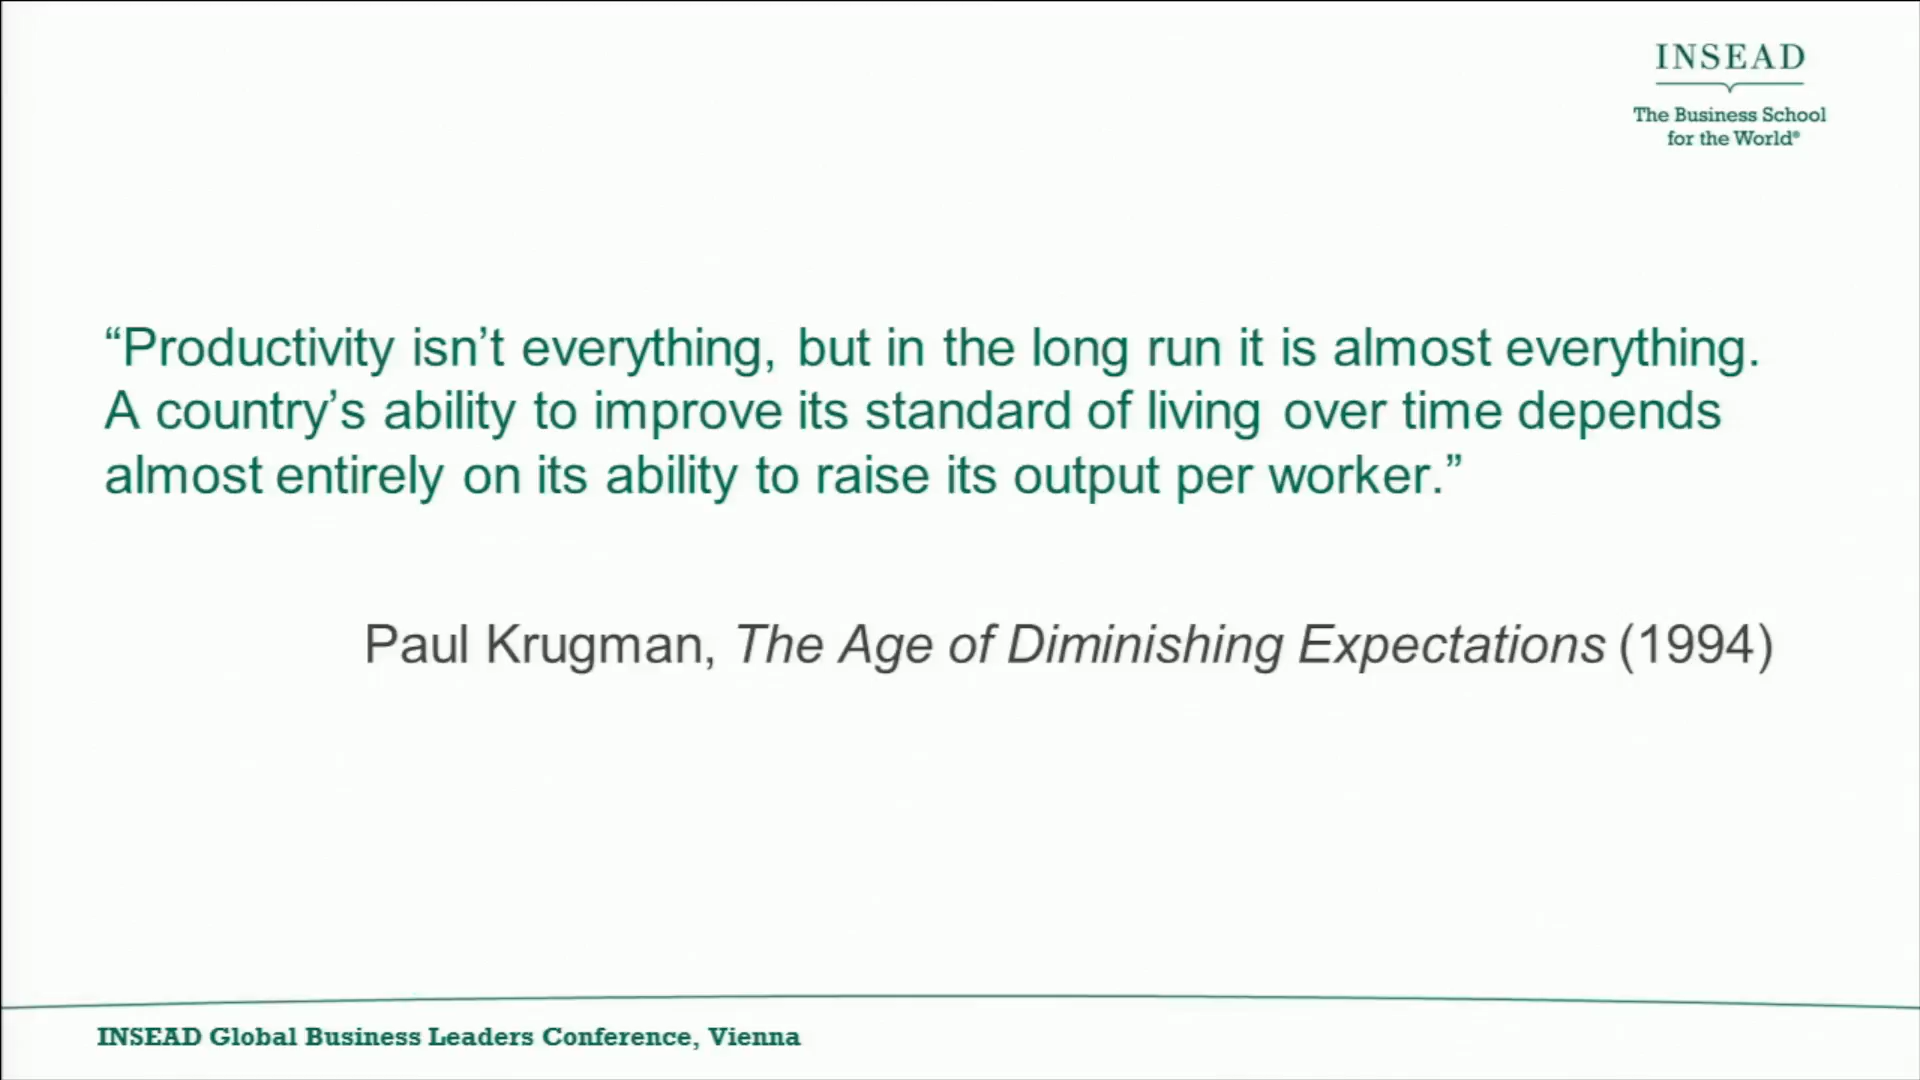 INSEAD
The Business School
for the World®
“Productivity isn’t everything, but in the long run it is almost everything.
A country’s ability to improve its standard of living over time depends
almost entirely on its ability to raise its output per worker.”
Paul Krugman, The Age of Diminishing Expectations (1994)
INSEAD Global Business Leaders Conference, Vienna